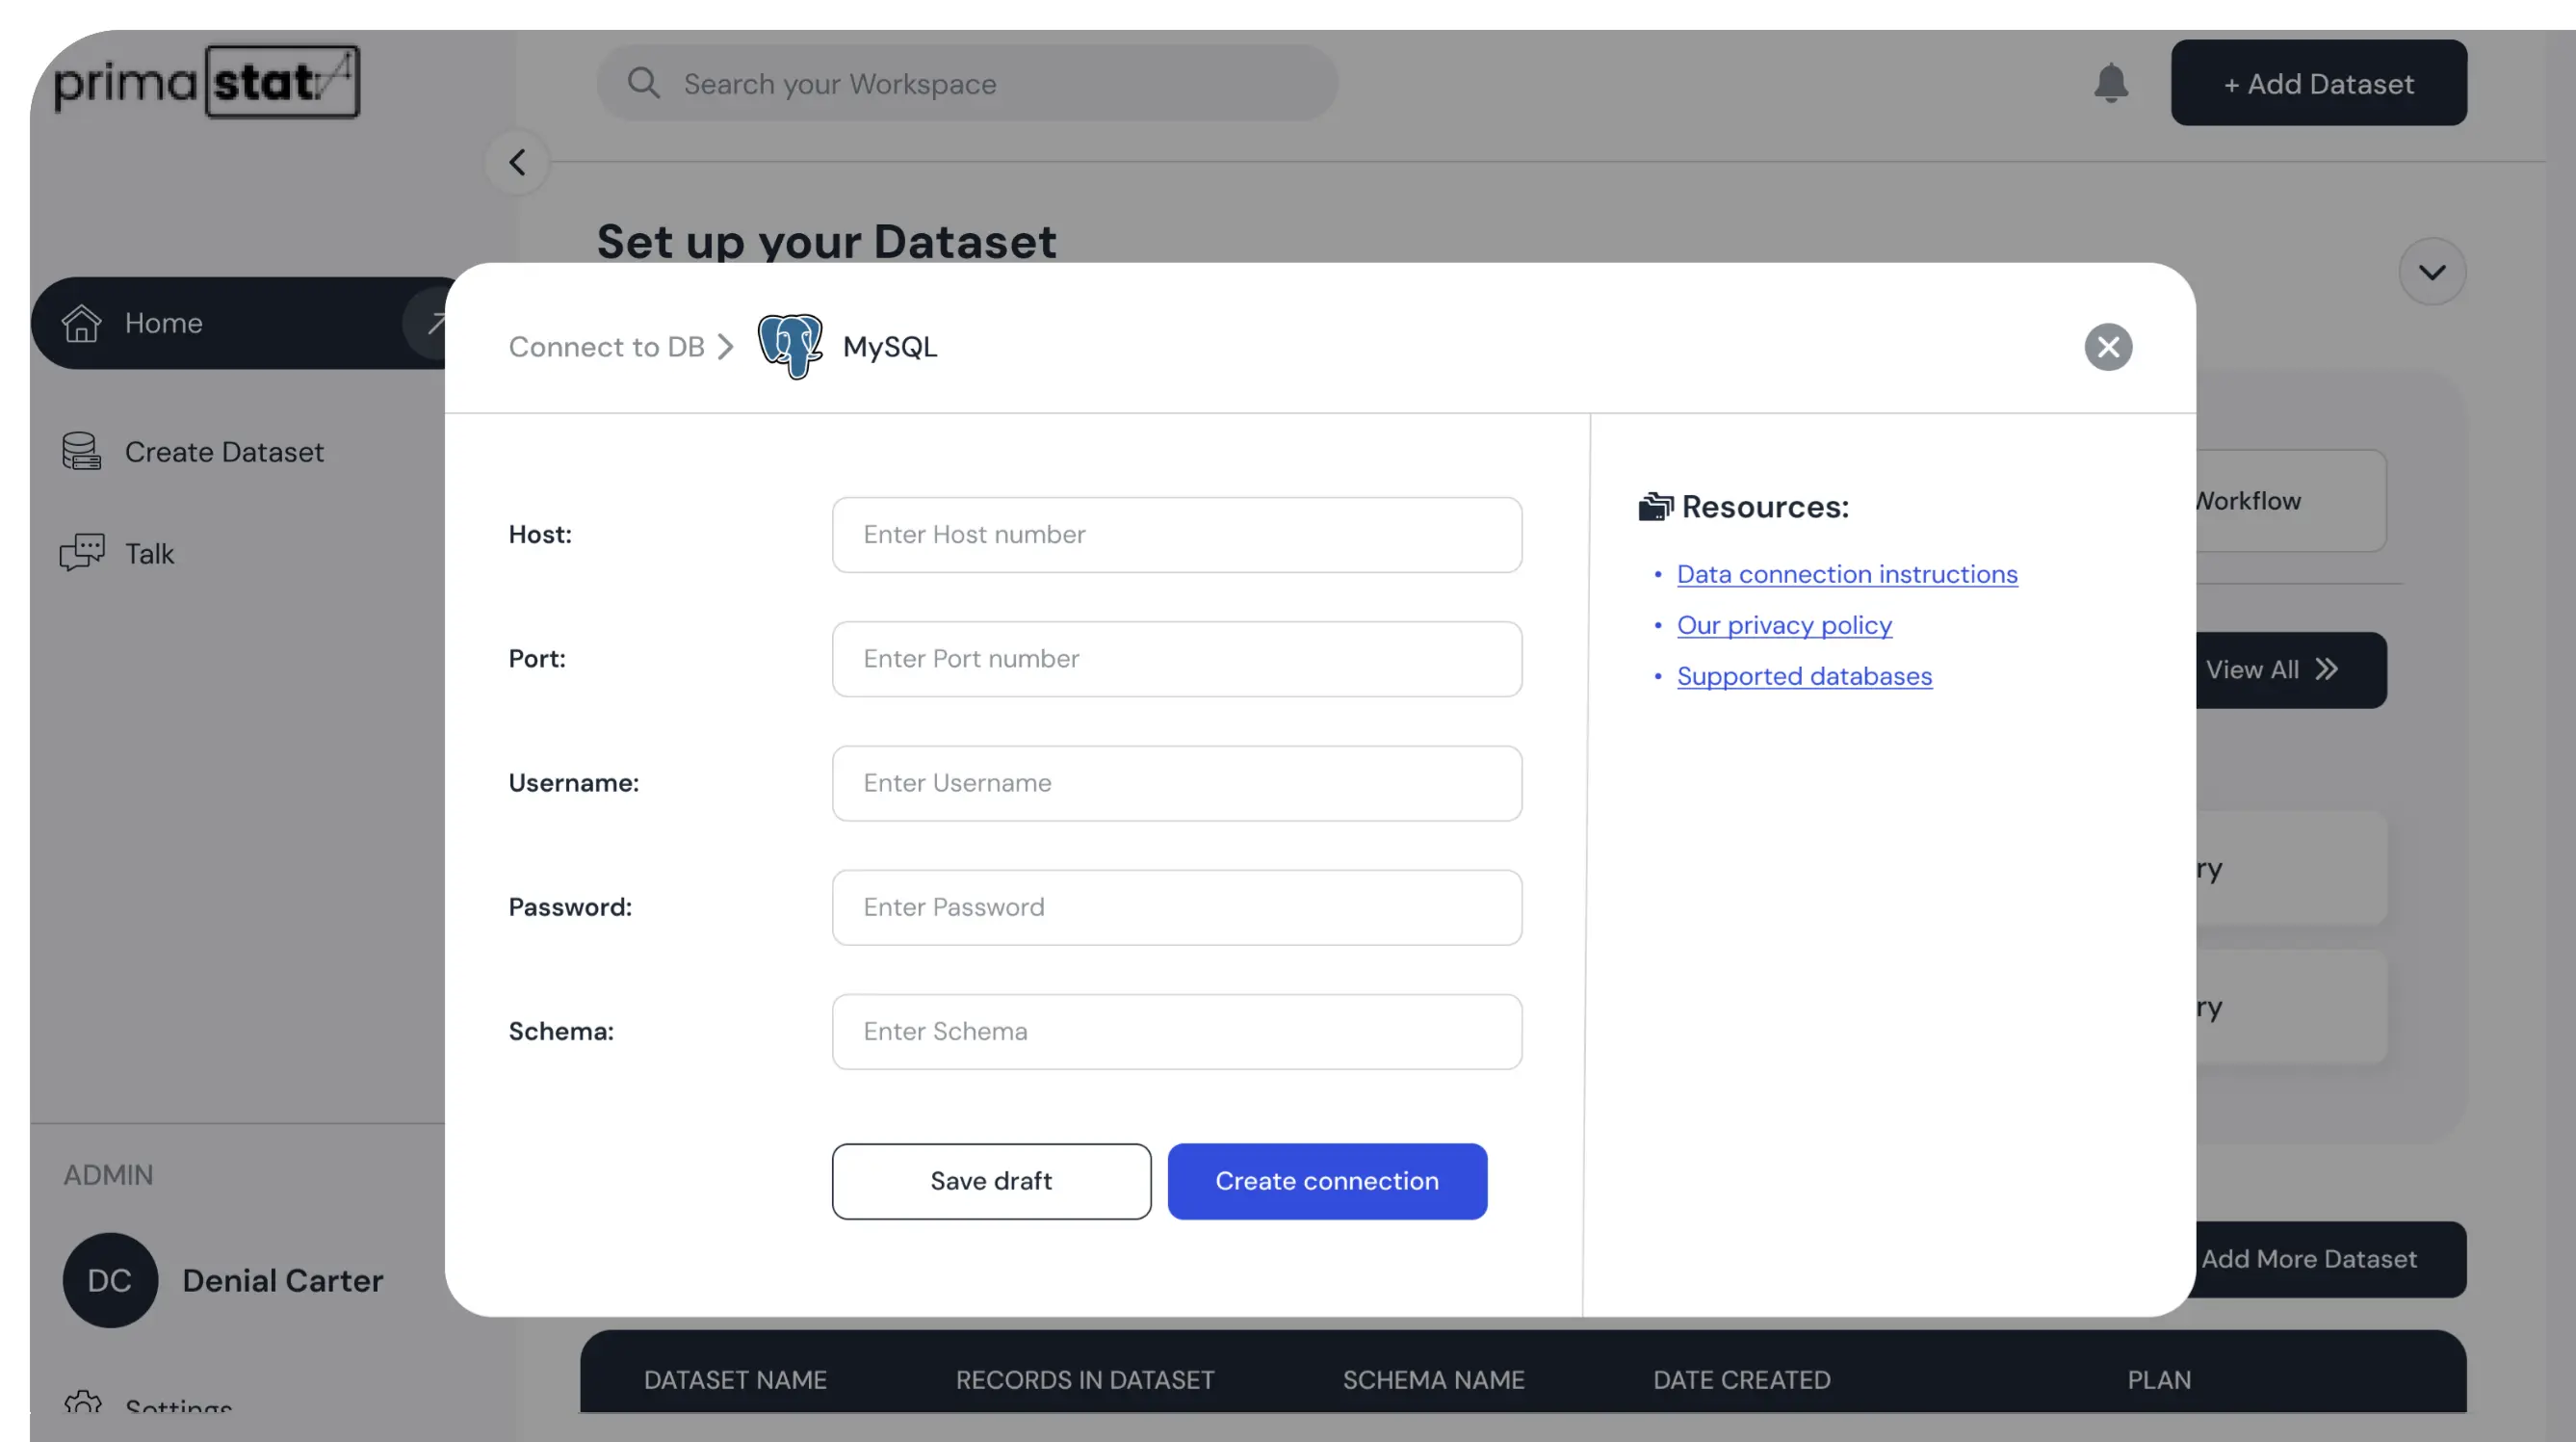 primastat
Search your Workspace
+ Add Dataset
Set up your Dataset
Home
Create Dataset
Talk
Connect to DB
MySQL
Host:
Enter Host number
Port:
Enter Port number
Username:
Enter Username
Password:
Enter Password
Schema:
Enter Schema
Save draft
Create connection
Resources:
• Data connection instructions
• Our privacy policy
• Supported databases
Workflow
View All
ry
ry
Add More Dataset
ADMIN
DC
Denial Carter
Settings
DATASET NAME
RECORDS IN DATASET
SCHEMA NAME
DATE CREATED
PLAN